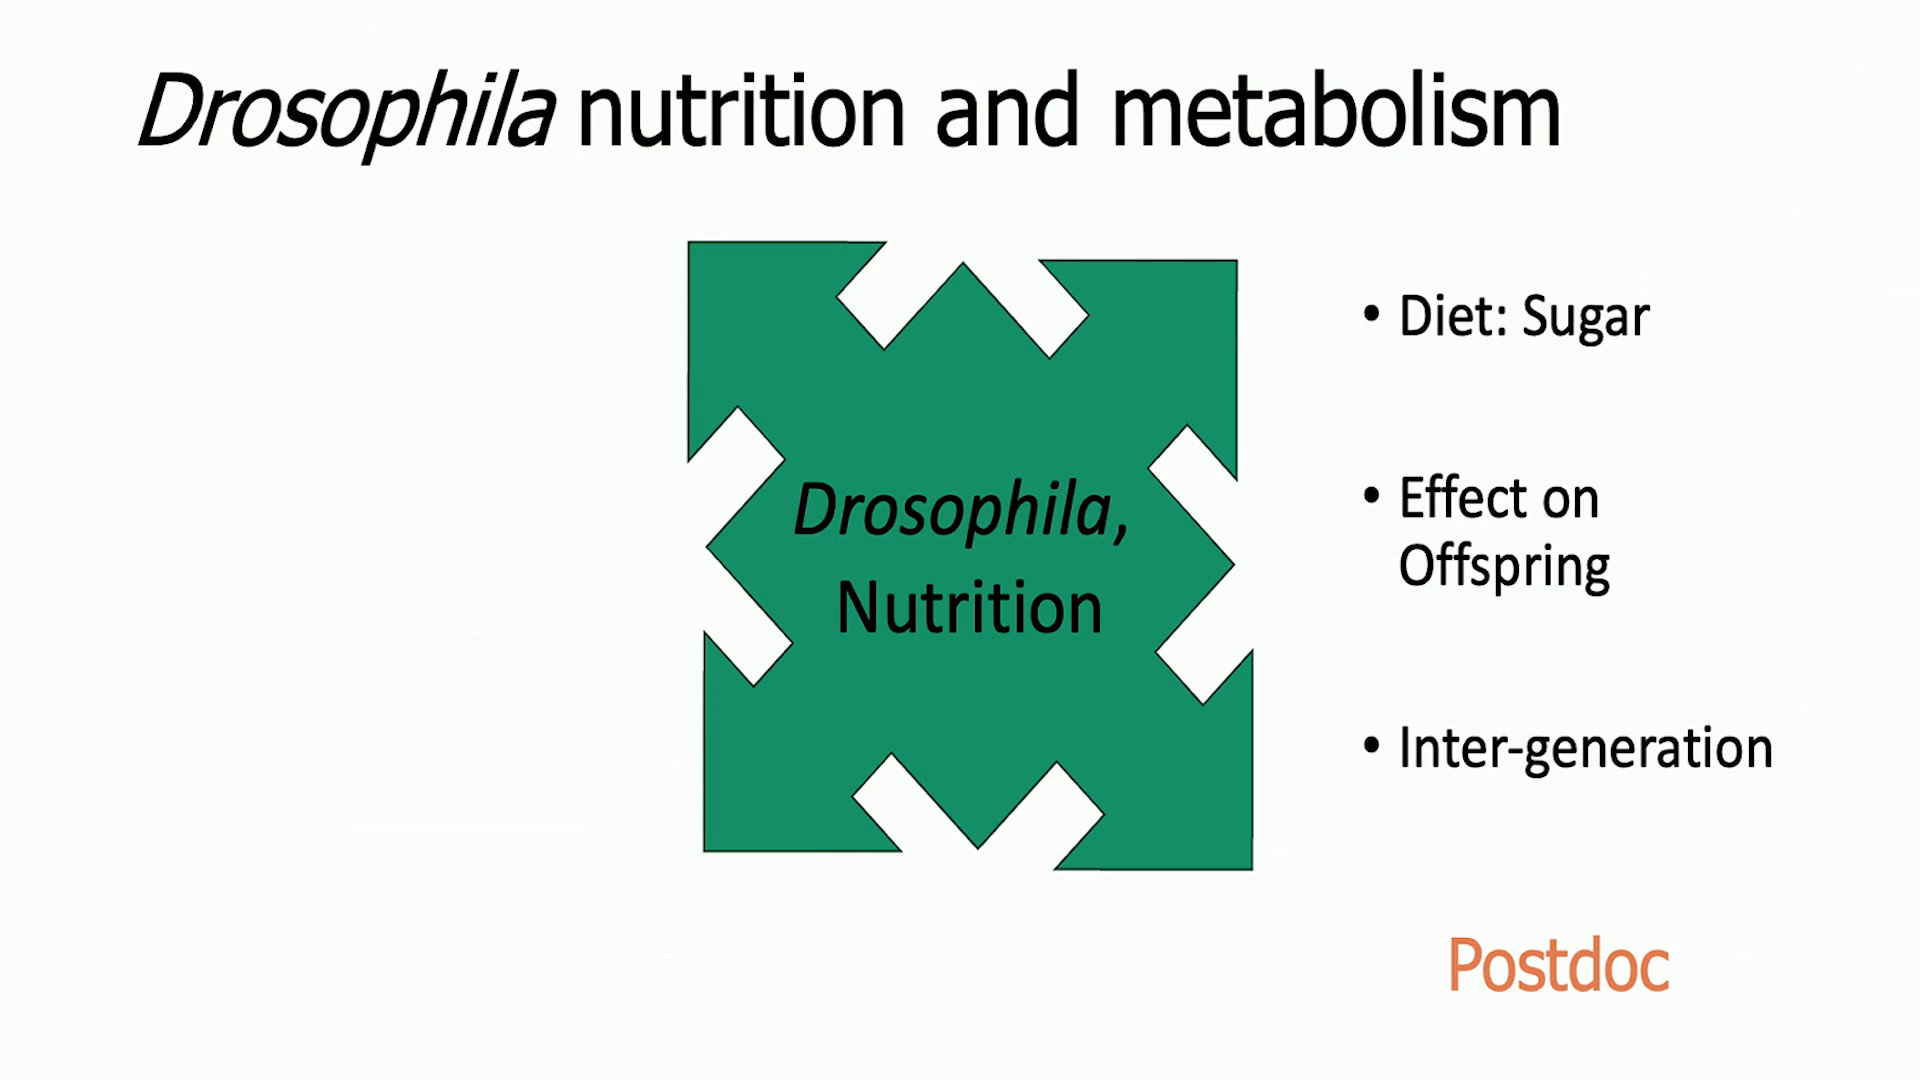 Drosophila nutrition and metabolism
Drosophila,
Nutrition
• Diet: Sugar
• Effect on
Offspring
• Inter-generation
Postdoc